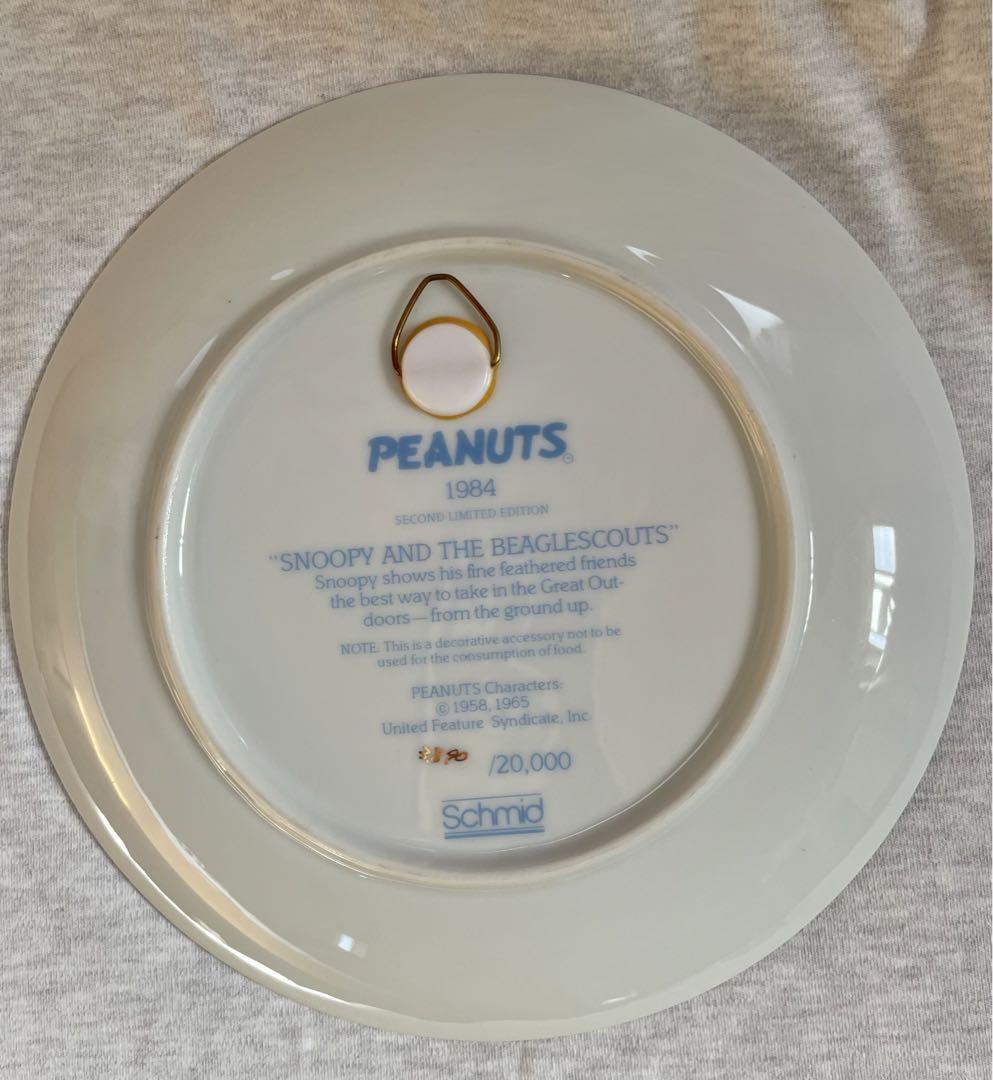 PEANUTS®
1984
SECOND LIMITED EDITION
"SNOOPY AND THE BEAGLESCOUTS"
Snoopy shows his fine feathered friends
the best way to take in the Great Out-
doors—from the ground up.
NOTE: This is a decorative accessory not to be
used for the consumption of food.
PEANUTS Characters:
© 1958, 1965
United Feature Syndicate, Inc.
/20,000
Schmid